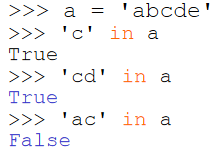 >>> a = 'abcde'
>>> 'c' in a
True
>>> 'cd' in a
True
>>> 'ac' in a
False